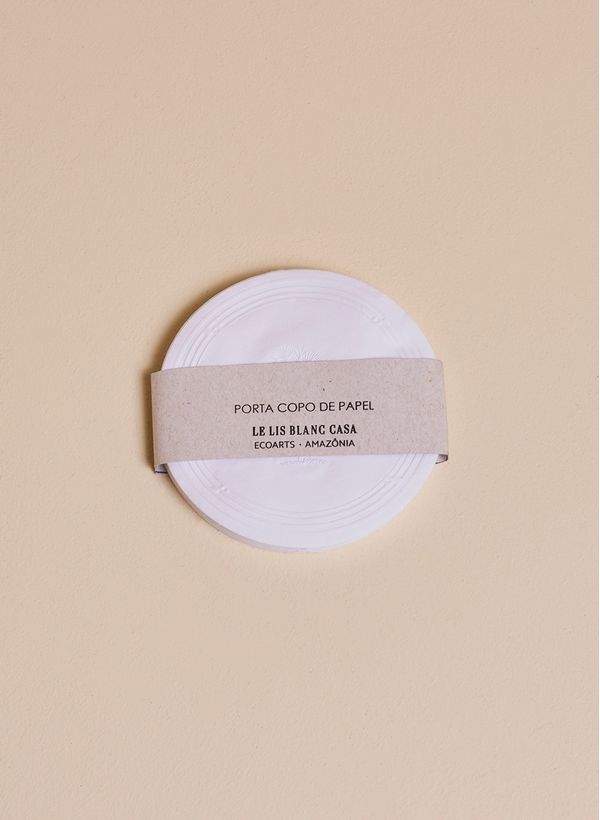 PORTA COPO DE PAPEL
LE LIS BLANC CASA
ECOARTS · AMAZÔNIA